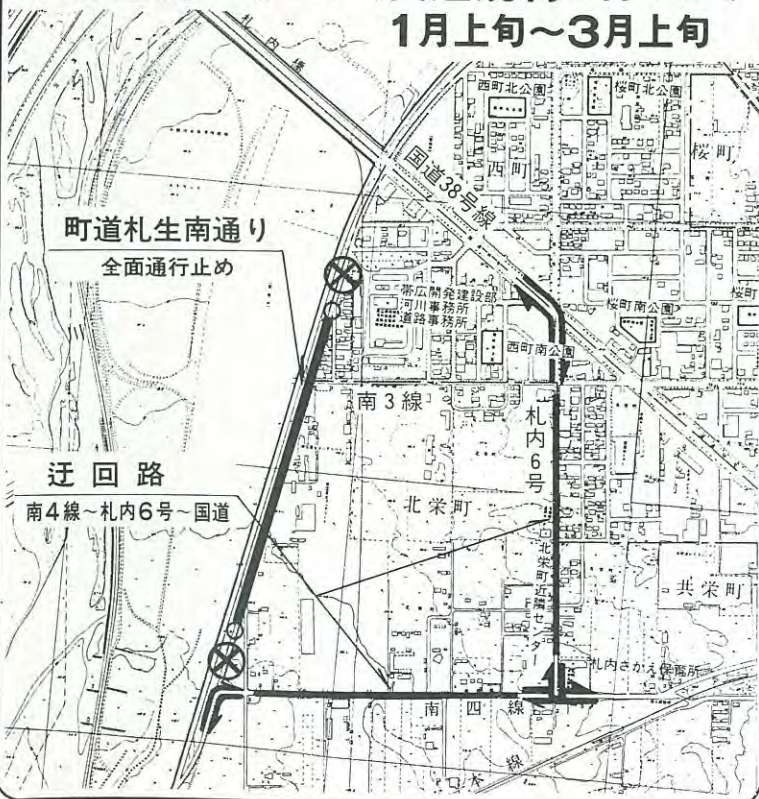 1月上旬～3月上旬
札内橋
西町北公園
桜町北公園
西町
桜町
国道38号線
町道札生南通り
全面通行止め
帯広開発建設部
河川事務所
道路事務所
西町南公園
桜町南公園
桜町
南3線
札内6号
迂回路
南4線～札内6号～国道
北栄町
北栄町近隣センター
共栄町
札内さかえ保育所
南四線
本線